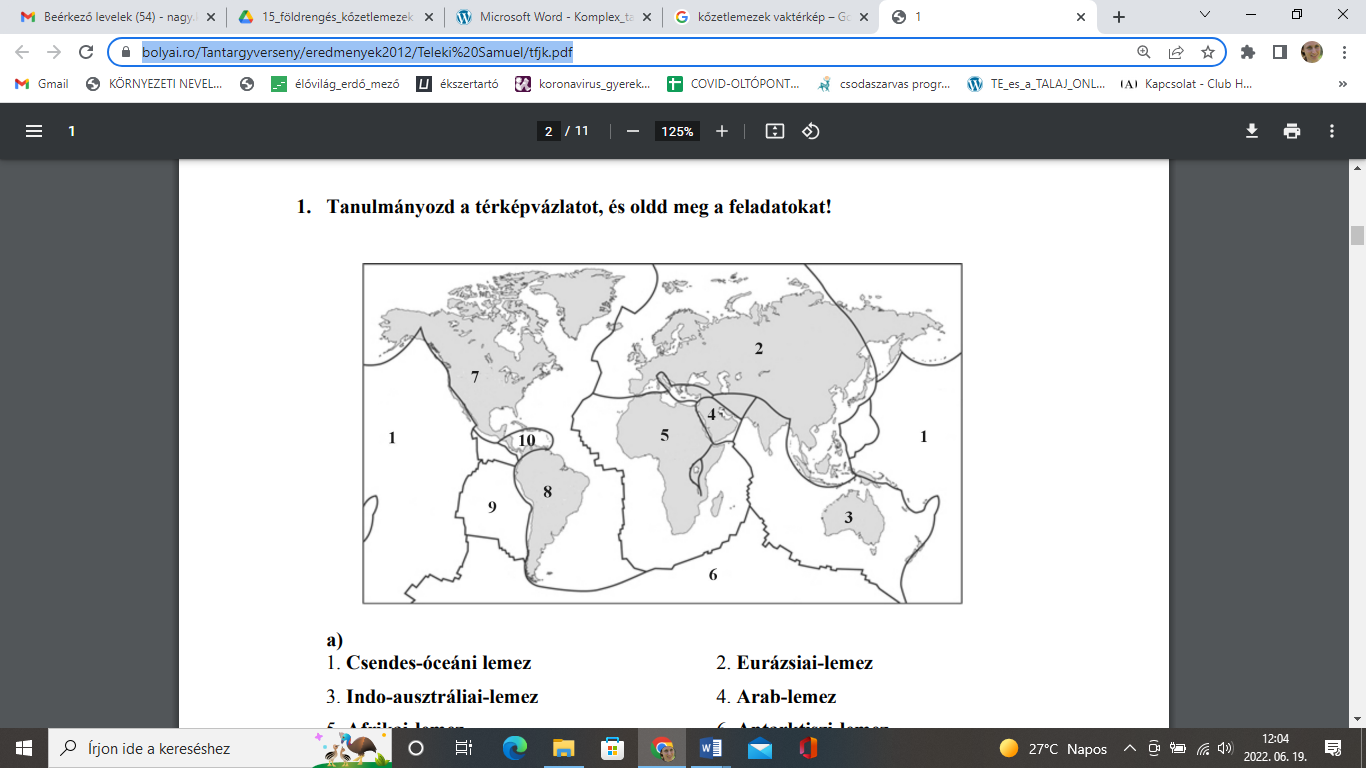 Beérkező levelek (54) - nagy.l
15_földrengés_kőzetlemezek
Microsoft Word - Komplex_ta
kőzetlemezek vaktérkép – Go
1
bolyai.ro/Tantargyverseny/eredmenyek2012/Teleki%20Samuel/tfjk.pdf
Gmail
KÖRNYEZETI NEVEL...
élővilág_erdő_mező
ékszertartó
koronavirus_gyerek...
COVID-OLTÓPONT...
csodaszarvas progr...
TE_es_a_TALAJ_ONL...
Kapcsolat - Club H...
»
1
2 / 11
125%
1. Tanulmányozd a térképvázlatot, és oldd meg a feladatokat!
2
7
4
1
10
5
1
8
9
3
6
a)
1. Csendes-óceáni lemez
2. Eurázsiai-lemez
3. Indo-ausztráliai-lemez
4. Arab-lemez
Írjon ide a kereséshez
27°C Napos
12:04
2022. 06. 19.